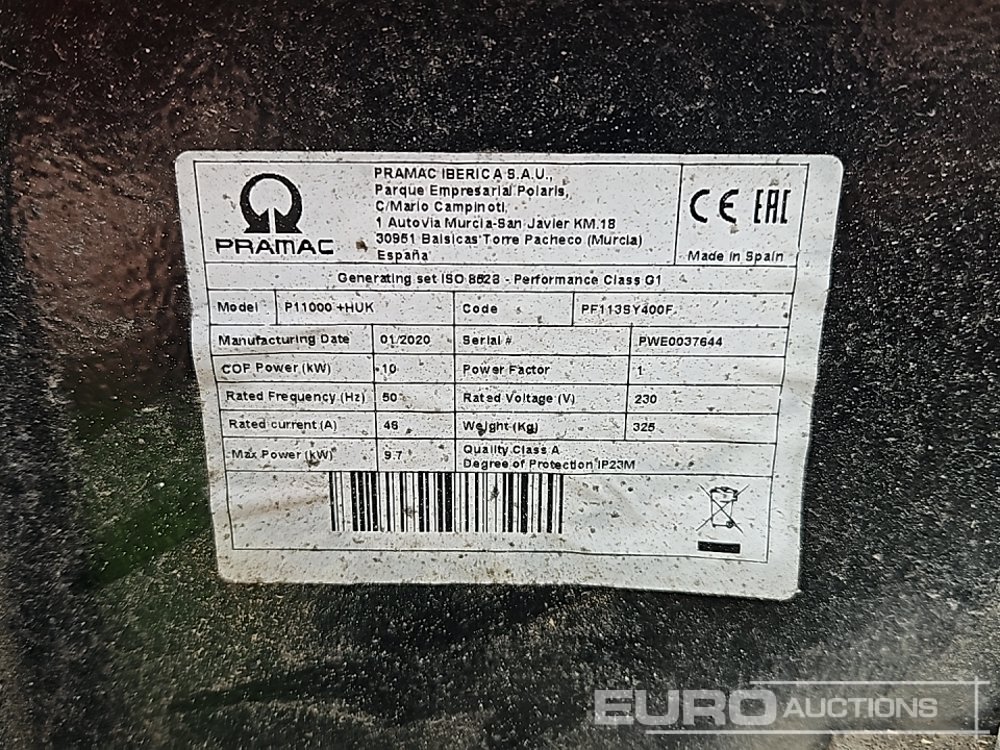 PRAMAC
PRAMAC IBERICA S.A.U.,
Parque Empresarial Polaris,
C/Mario Campinoti,
1 Autovia Murcia-San Javier KM.18
30951 Balsicas Torre Pacheco (Murcia)
España
CE EAC
Made in Spain
Generating set ISO 8528 - Performance Class G1
Model P11000 +HUK Code PF113SY400F
Manufacturing Date 01/2020 Serial # PWE0037644
COP Power (kW) 10 Power Factor 1
Rated Frequency (Hz) 50 Rated Voltage (V) 230
Rated current (A) Weight (Kg) 325
Max Power (kW) 9.7 Quality Class A
Degree of Protection IP23M
EURO AUCTIONS